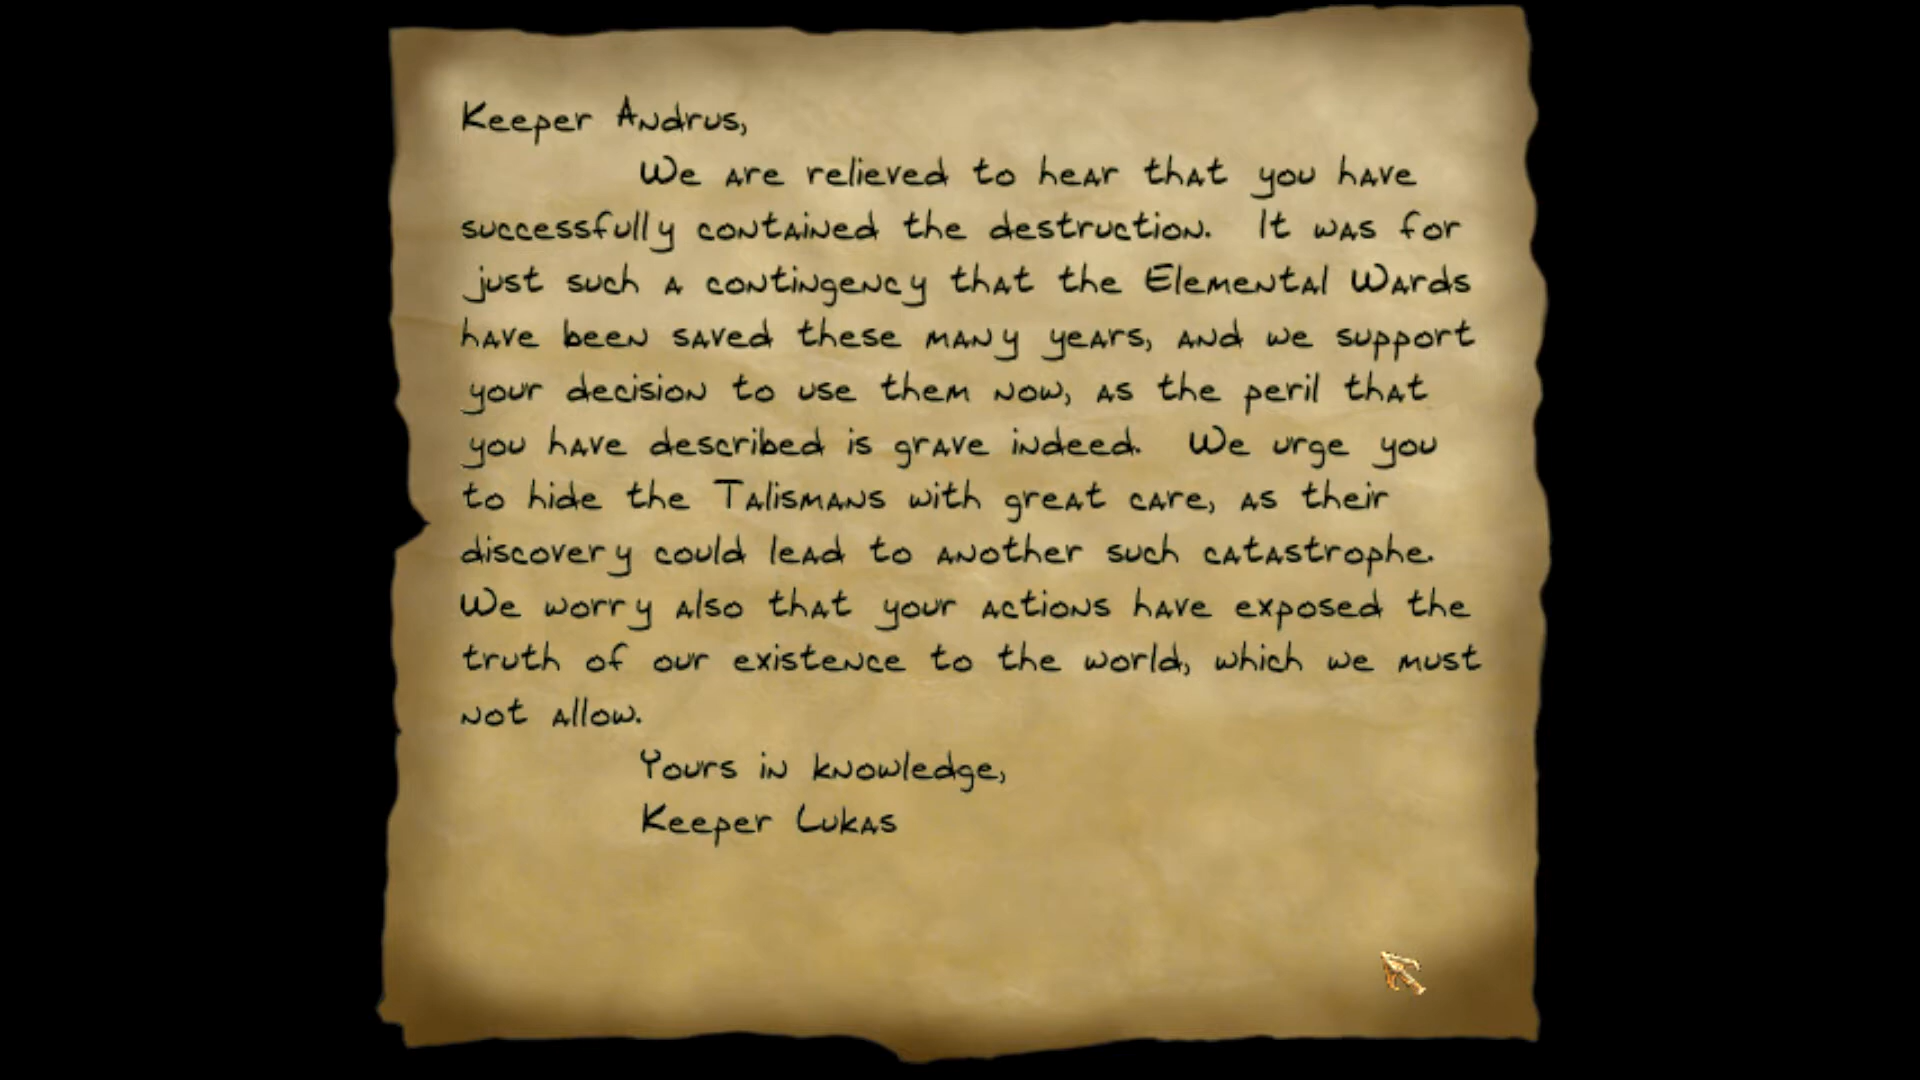 Keeper Andrus,
We are relieved to hear that you have
successfully contained the destruction. It was for
just such a contingency that the Elemental Wards
have been saved these many years, and we support
your decision to use them now, as the peril that
you have described is grave indeed. We urge you
to hide the Talismans with great care, as their
discovery could lead to another such catastrophe.
We worry also that your actions have exposed the
truth of our existence to the world, which we must
not allow.
Yours in knowledge,
Keeper Lukas